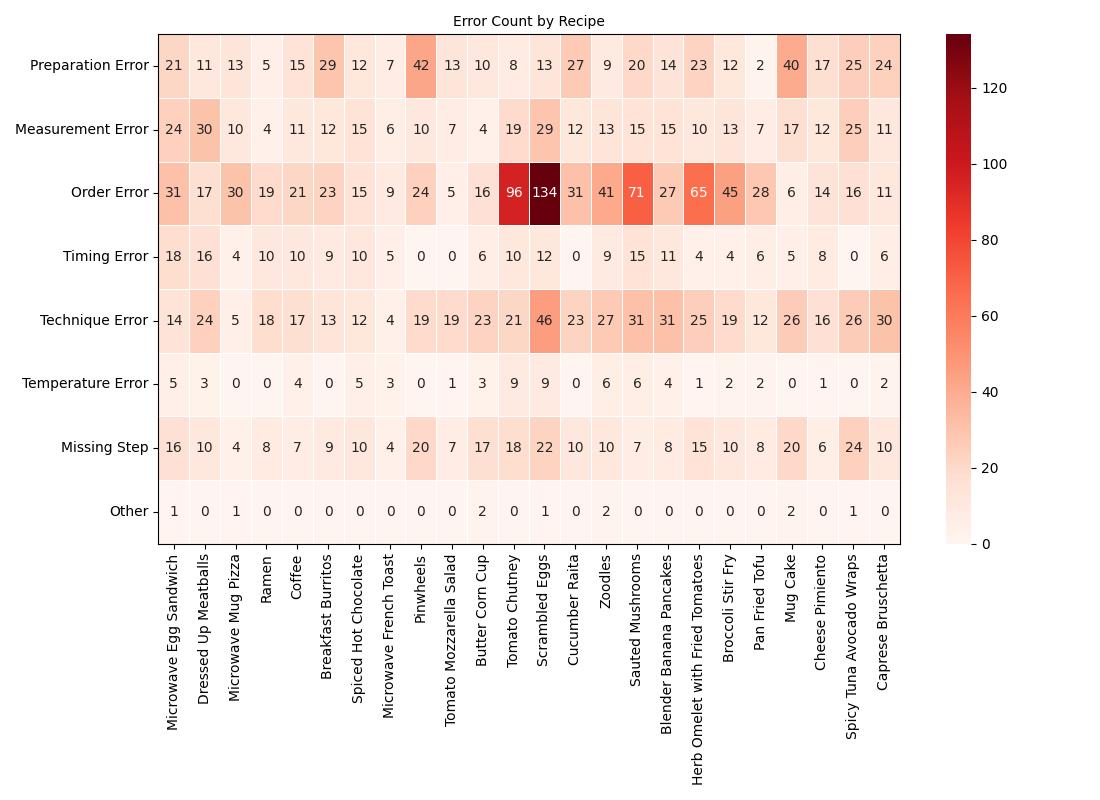 Error Count by Recipe
Preparation Error 21 11 13 5 15 29 12 7 42 13 10 8 13 27 9 20 14 23 12 2 40 17 25 24
Measurement Error 24 30 10 4 11 12 15 6 10 7 4 19 29 12 13 15 15 10 13 7 17 12 25 11
Order Error 31 17 30 19 21 23 15 9 24 5 16 96 134 31 41 71 27 65 45 28 6 14 16 11
Timing Error 18 16 4 10 10 9 10 5 0 0 6 10 12 0 9 15 11 4 4 6 5 8 0 6
Technique Error 14 24 5 18 17 13 12 4 19 19 23 21 46 23 27 31 31 25 19 12 26 16 26 30
Temperature Error 5 3 0 0 4 0 5 3 0 1 3 9 9 0 6 6 4 1 2 2 0 1 0 2
Missing Step 16 10 4 8 7 9 10 4 20 7 17 18 22 10 10 7 8 15 10 8 20 6 24 10
Other 1 0 1 0 0 0 0 0 0 0 2 0 1 0 2 0 0 0 0 0 2 0 1 0
Microwave Egg Sandwich
Dressed Up Meatballs
Microwave Mug Pizza
Ramen
Coffee
Breakfast Burritos
Spiced Hot Chocolate
Microwave French Toast
Pinwheels
Tomato Mozzarella Salad
Butter Corn Cup
Tomato Chutney
Scrambled Eggs
Cucumber Raita
Zoodles
Sauted Mushrooms
Blender Banana Pancakes
Herb Omelet with Fried Tomatoes
Broccoli Stir Fry
Pan Fried Tofu
Mug Cake
Cheese Pimiento
Spicy Tuna Avocado Wraps
Caprese Bruschetta
120
100
80
60
40
20
0